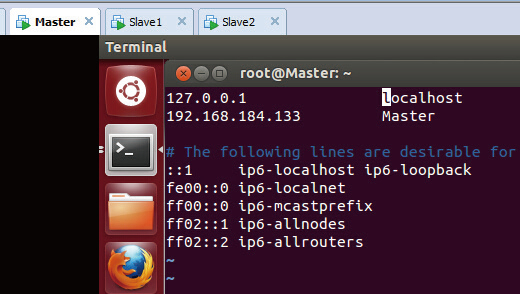 Master Slave1 Slave2
Terminal
root@Master: ~
127.0.0.1 localhost
192.168.184.133 Master
# The following lines are desirable for
::1 ip6-localhost ip6-loopback
fe00::0 ip6-localnet
ff00::0 ip6-mcastprefix
ff02::1 ip6-allnodes
ff02::2 ip6-allrouters
~
~